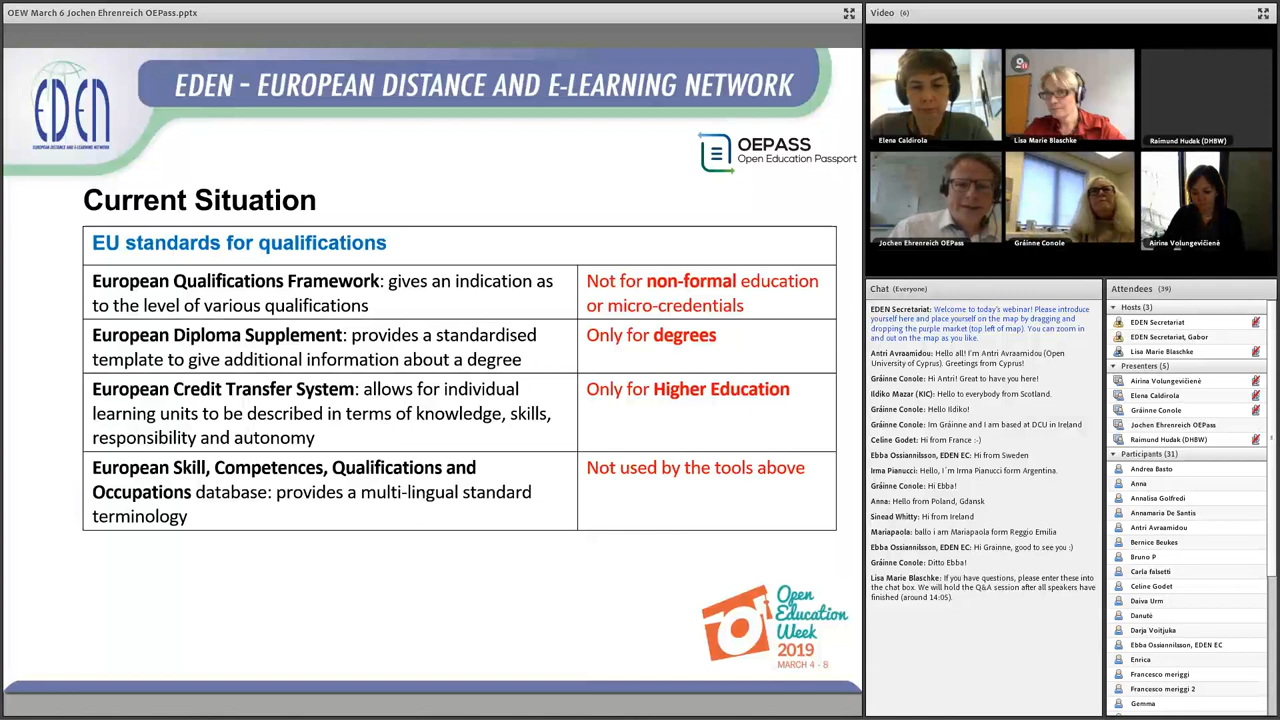 OEW March 6 Jochen Ehrenreich OEPass.pptx
EDEN
EUROPEAN DISTANCE AND E-LEARNING NETWORK
EDEN - EUROPEAN DISTANCE AND E-LEARNING NETWORK
OEPASS
Open Education Passport
Current Situation
EU standards for qualifications
European Qualifications Framework: gives an indication as
to the level of various qualifications
Not for non-formal education
or micro-credentials
European Diploma Supplement: provides a standardised
template to give additional information about a degree
Only for degrees
European Credit Transfer System: allows for individual
learning units to be described in terms of knowledge, skills,
responsibility and autonomy
Only for Higher Education
European Skill, Competences, Qualifications and
Occupations database: provides a multi-lingual standard
terminology
Not used by the tools above
Open
Education
Week
2019
MARCH 4 - 8
Video (6)
Elena Caldirola
Lisa Marie Blaschke
Raimund Hudak (DHBW)
Jochen Ehrenreich OEPass
Gráinne Conole
Airina Volungevičienė
Chat (Everyone)
EDEN Secretariat: Welcome to today's webinar! Please introduce
yourself here and place yourself on the map by dragging and
dropping the purple market (top left of map). You can zoom in
and out on the map as you like.
Antri Avraamidou: Hello all! I'm Antri Avraamidou (Open
University of Cyprus). Greetings from Cyprus!
Gráinne Conole: Hi Antri! Great to have you here!
Ildiko Mazar (KIC): Hello to everybody from Scotland.
Gráinne Conole: Hello Ildiko!
Gráinne Conole: Im Gráinne and I am based at DCU in Ireland
Celine Godet: Hi from France :-)
Ebba Ossiannilsson, EDEN EC: Hi from Sweden
Irma Pianucci: Hello, I´m Irma Pianucci form Argentina.
Gráinne Conole: Hi Ebba!
Anna: Hello from Poland, Gdansk
Sinead Whitty: Hi from Ireland
Mariapaola: ballo i am Mariapaola form Reggio Emilia
Ebba Ossiannilsson, EDEN EC: Hi Grainne, good to see you :)
Gráinne Conole: Ditto Ebba!
Lisa Marie Blaschke: If you have questions, please enter these into
the chat box. We will hold the Q&A session after all speakers have
finished (around 14:05).
Attendees (39)
Hosts (3)
EDEN Secretariat
EDEN Secretariat, Gabor
Lisa Marie Blaschke
Presenters (5)
Airina Volungevičienė
Elena Caldirola
Gráinne Conole
Jochen Ehrenreich OEPass
Raimund Hudak (DHBW)
Participants (31)
Andrea Basto
Anna
Annalisa Golfredi
Annamaria De Santis
Antri Avraamidou
Bernice Beukes
Bruno P
Carla falsetti
Celine Godet
Daiva Urm
Danutė
Darja Voitjuka
Ebba Ossiannilsson, EDEN EC
Enrica
Francesco meriggi
Francesco meriggi 2
Gemma